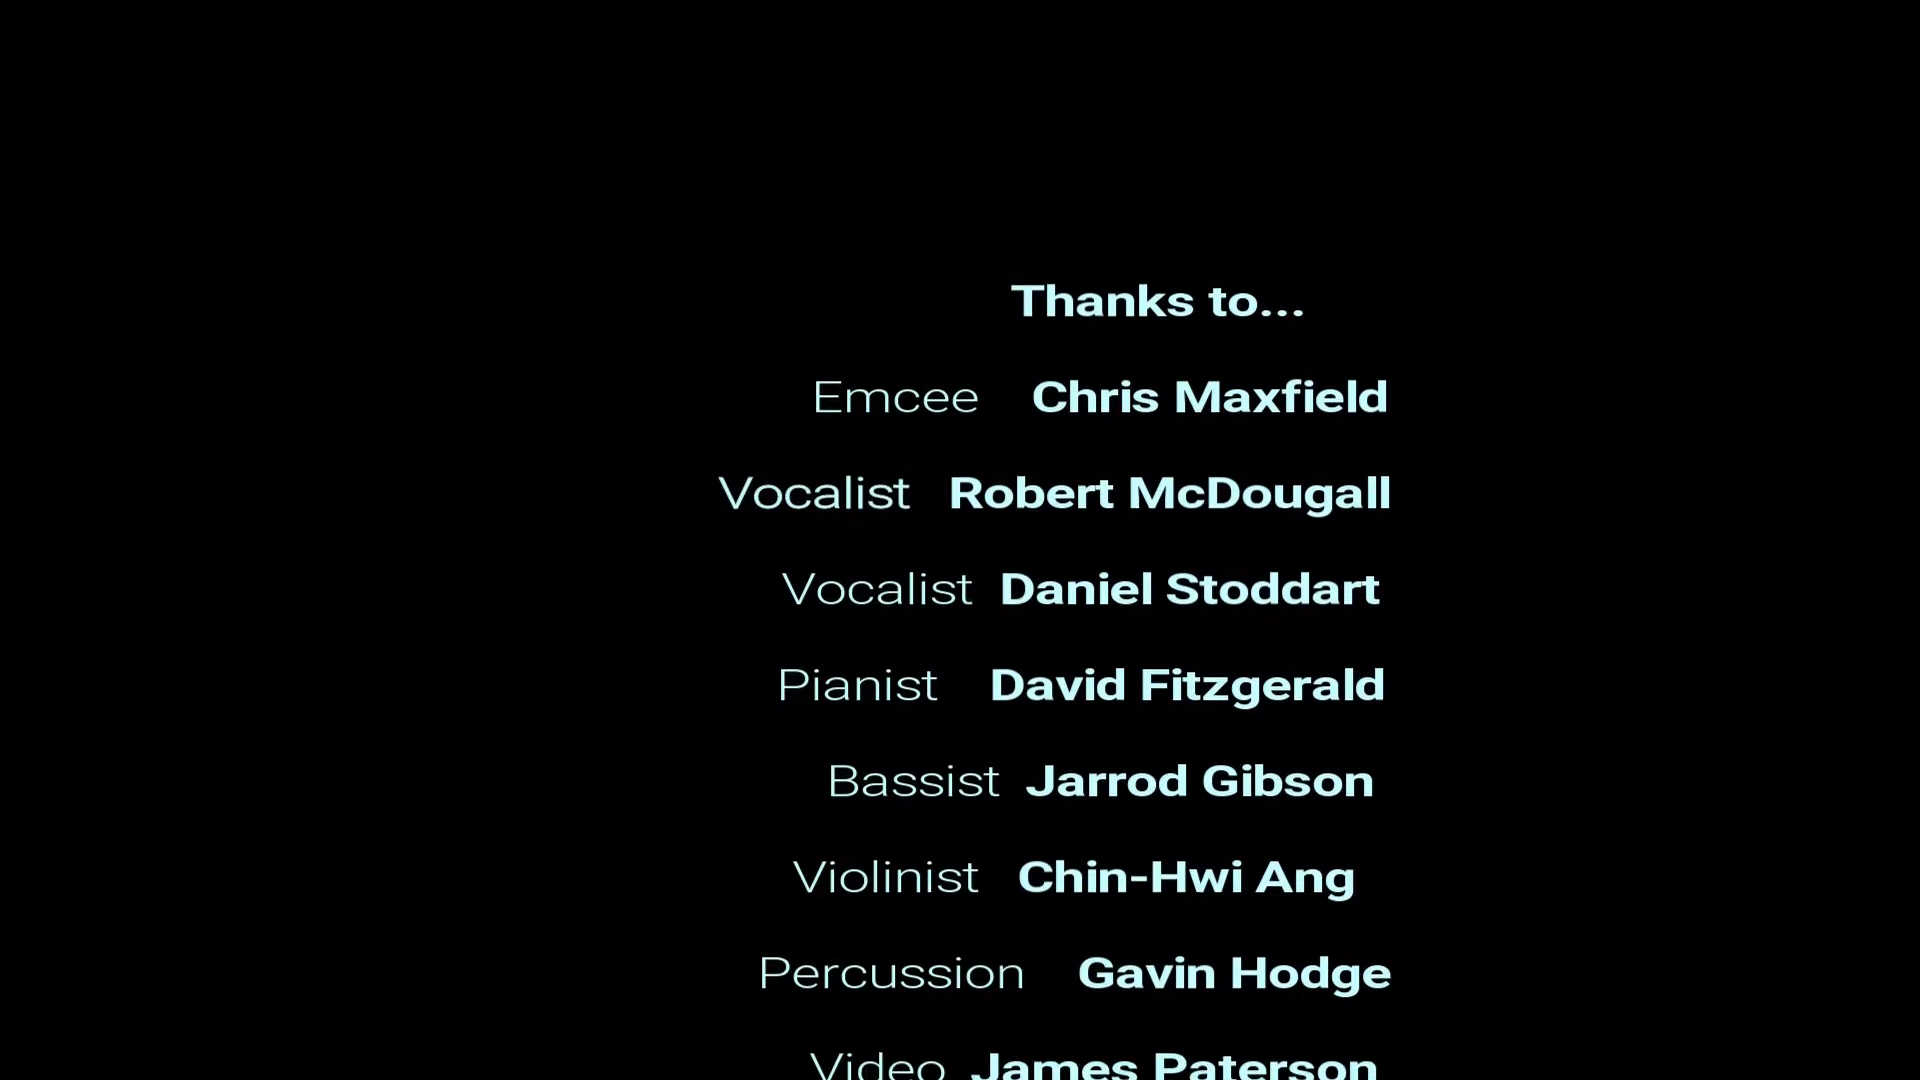 Thanks to...
Emcee Chris Maxfield
Vocalist Robert McDougall
Vocalist Daniel Stoddart
Pianist David Fitzgerald
Bassist Jarrod Gibson
Violinist Chin-Hwi Ang
Percussion Gavin Hodge
Video James Paterson